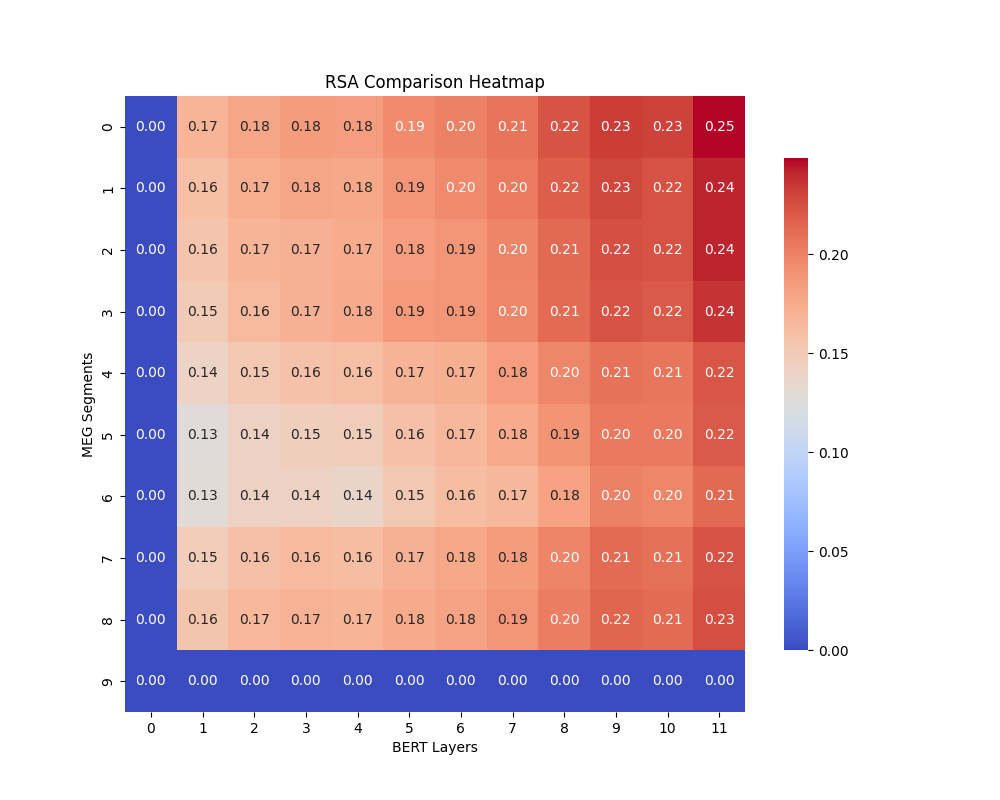 RSA Comparison Heatmap
0 0.00 0.17 0.18 0.18 0.18 0.19 0.20 0.21 0.22 0.23 0.23 0.25
1 0.00 0.16 0.17 0.18 0.18 0.19 0.20 0.20 0.22 0.23 0.22 0.24
2 0.00 0.16 0.17 0.17 0.17 0.18 0.19 0.20 0.21 0.22 0.22 0.24
3 0.00 0.15 0.16 0.17 0.18 0.19 0.19 0.20 0.21 0.22 0.22 0.24
4 0.00 0.14 0.15 0.16 0.16 0.17 0.17 0.18 0.20 0.21 0.21 0.22
5 0.00 0.13 0.14 0.15 0.15 0.16 0.17 0.18 0.19 0.20 0.20 0.22
6 0.00 0.13 0.14 0.14 0.14 0.15 0.16 0.17 0.18 0.20 0.20 0.21
7 0.00 0.15 0.16 0.16 0.16 0.17 0.18 0.18 0.20 0.21 0.21 0.22
8 0.00 0.16 0.17 0.17 0.17 0.18 0.18 0.19 0.20 0.22 0.21 0.23
9 0.00 0.00 0.00 0.00 0.00 0.00 0.00 0.00 0.00 0.00 0.00 0.00
0 1 2 3 4 5 6 7 8 9 10 11
BERT Layers
MEG Segments
0.20
0.15
0.10
0.05
0.00